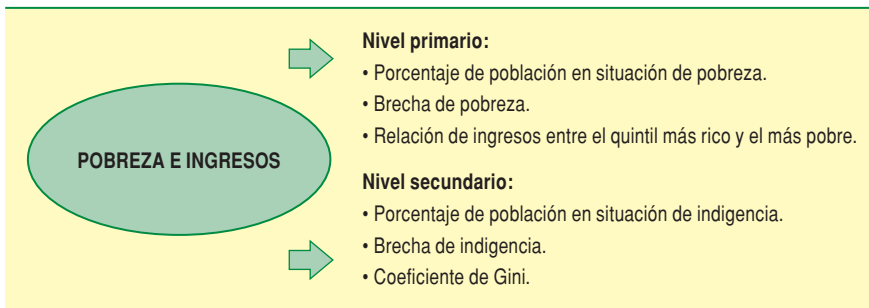 POBREZA E INGRESOS
Nivel primario:
• Porcentaje de población en situación de pobreza.
• Brecha de pobreza.
• Relación de ingresos entre el quintil más rico y el más pobre.
Nivel secundario:
• Porcentaje de población en situación de indigencia.
• Brecha de indigencia.
• Coeficiente de Gini.